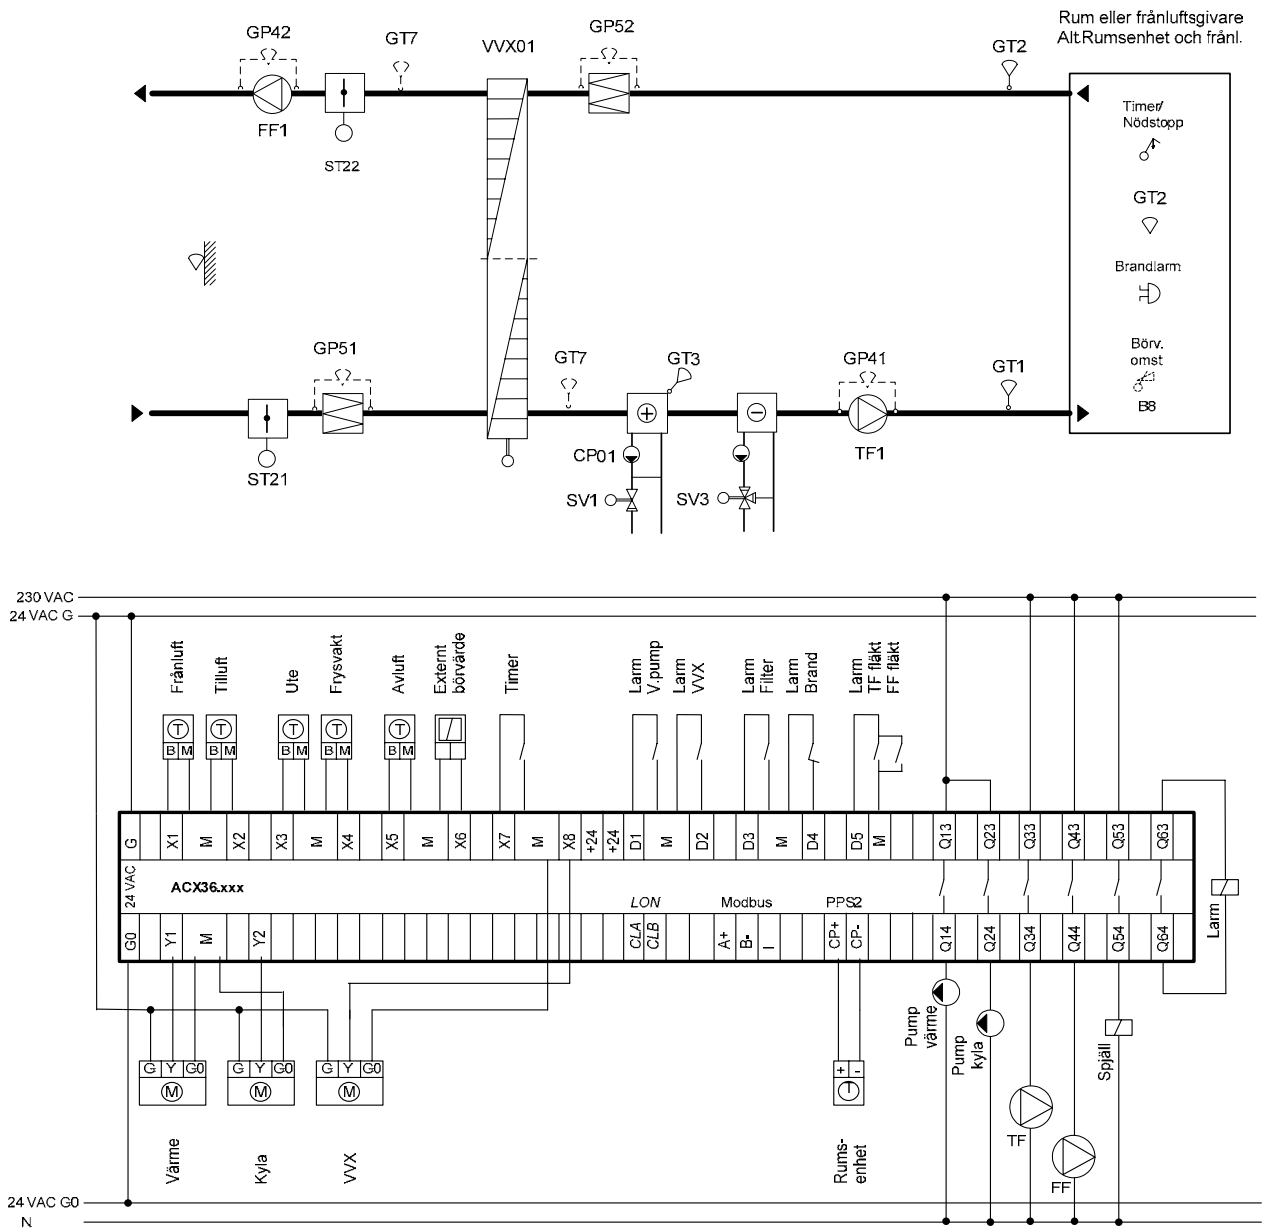 Rum eller frånluftsgivare
Alt.Rumsenhet och frånl.
GP42
GT7
VVX01
GP52
GT2
FF1
ST22
Timer/
Nödstopp
GT2
Brandlarm
Börv.
omst
B8
GP51
GT7
GT3
GP41
GT1
ST21
CP01
TF1
SV1
SV3
230 VAC
24 VAC G
Frånluft
Tilluft
Ute
Frysvakt
Avluft
Externt
börvärde
Timer
Larm
V.pump
Larm
VVX
Larm
Filter
Larm
Brand
Larm
TF fläkt
FF fläkt
T T T T T
B M B M B M B M B M
G X1 M X2 X3 M X4 X5 M X6 X7 M X8 +24 +24 D1 M D2 D3 M D4 D5 M Q13 Q23 Q33 Q43 Q53 Q63
24 VAC
ACX36.xxx
LON
Modbus
PPS2
G0 Y1 M Y2 CLA CLB A+ B- I CP+ CP- Q14 Q24 Q34 Q44 Q54 Q64
Larm
G Y G0 G Y G0 G Y G0
M M M
+ -
Värme
Kyla
VVX
Rums-
enhet
Pump
värme
Pump
kyla
TF
FF
Spjäll
24 VAC G0
N